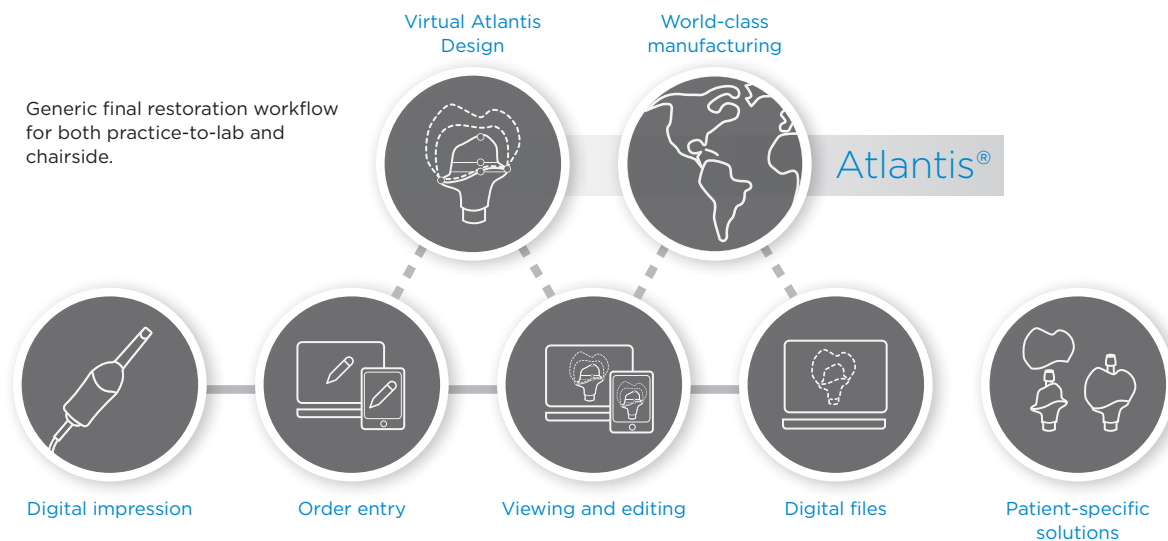 Virtual Atlantis
Design
World-class
manufacturing
Generic final restoration workflow
for both practice-to-lab and
chairside.
Atlantis®
Digital impression
Order entry
Viewing and editing
Digital files
Patient-specific
solutions